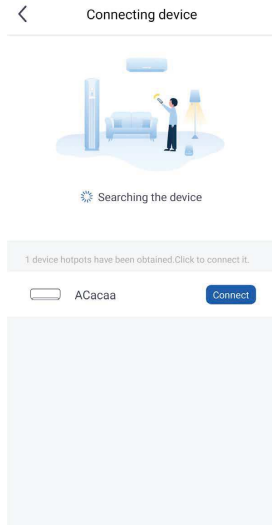 Connecting device
Searching the device
1 device hotpots have been obtained.Click to connect it.
ACacaa
Connect